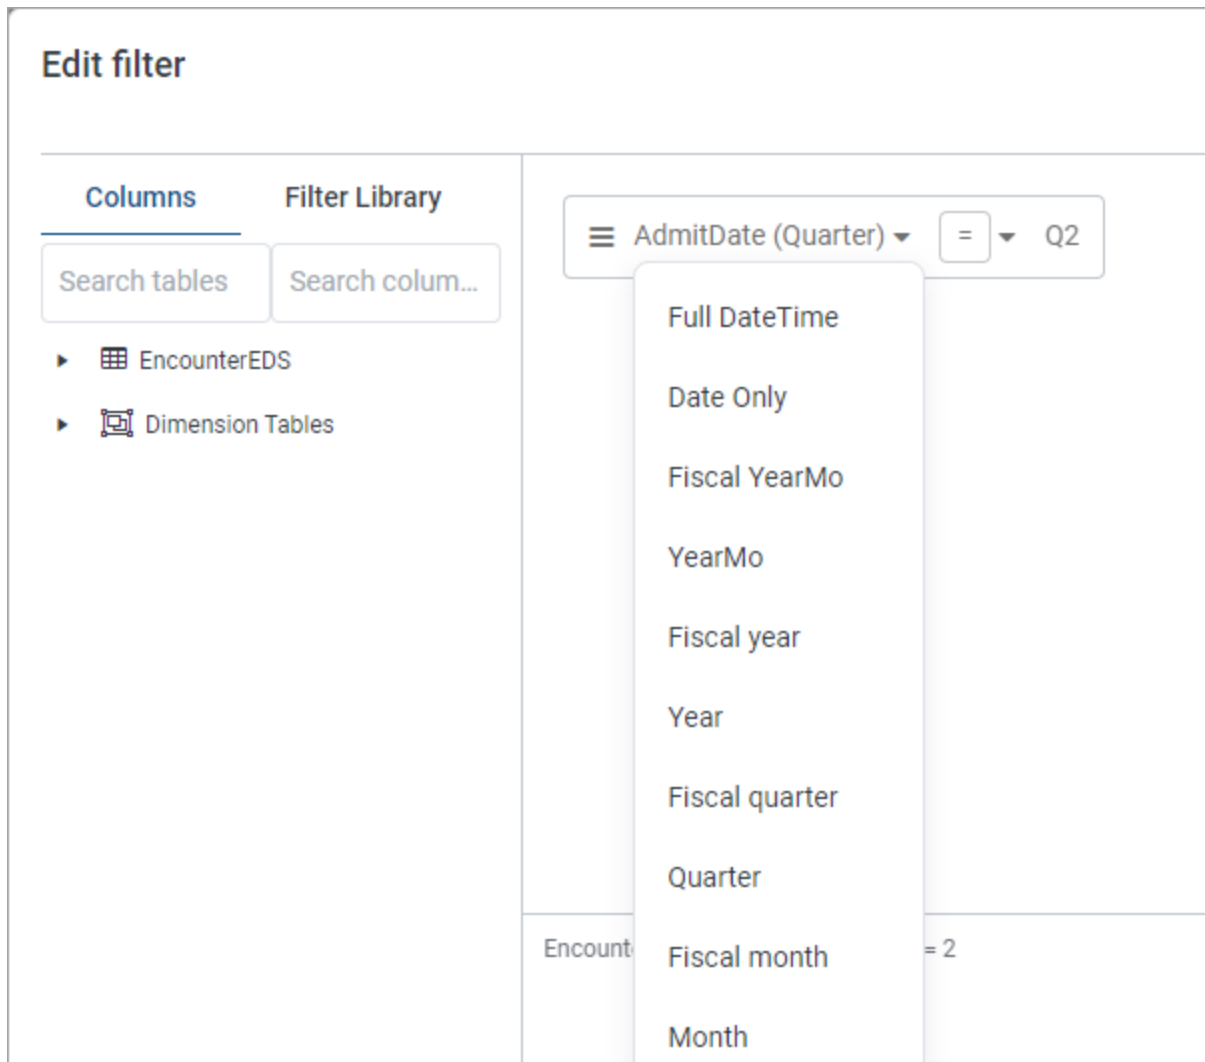 Edit filter
Columns
Filter Library
Search tables
Search colum...
EncounterEDS
Dimension Tables
AdmitDate (Quarter) = Q2
Full DateTime
Date Only
Fiscal YearMo
YearMo
Fiscal year
Year
Fiscal quarter
Quarter
Fiscal month
Month
= 2